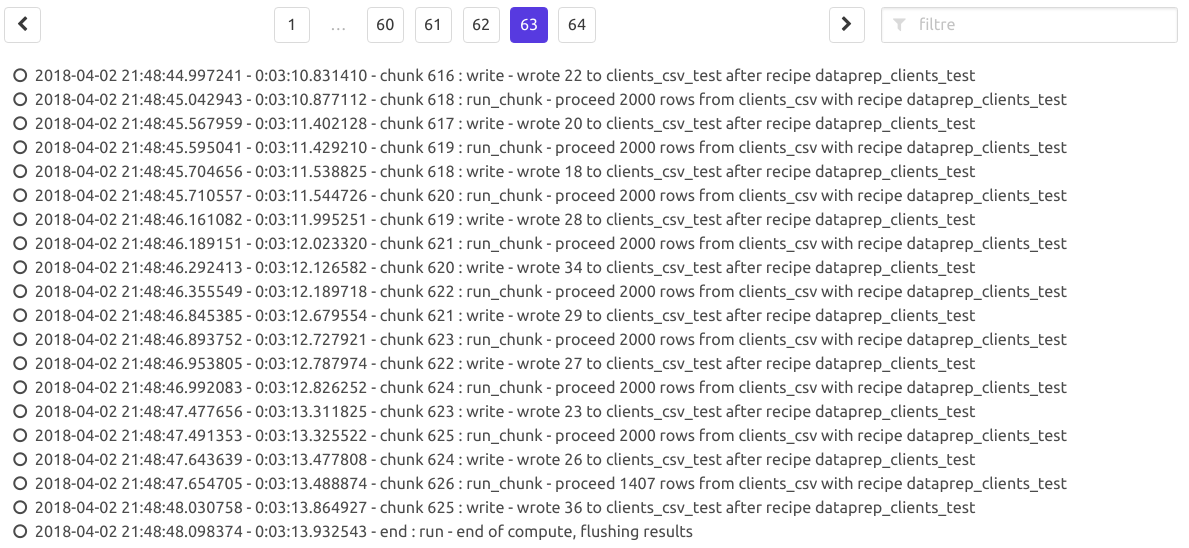 1 … 60 61 62 63 64 filtre
2018-04-02 21:48:44.997241 - 0:03:10.831410 - chunk 616 : write - wrote 22 to clients_csv_test after recipe dataprep_clients_test
2018-04-02 21:48:45.042943 - 0:03:10.877112 - chunk 618 : run_chunk - proceed 2000 rows from clients_csv with recipe dataprep_clients_test
2018-04-02 21:48:45.567959 - 0:03:11.402128 - chunk 617 : write - wrote 20 to clients_csv_test after recipe dataprep_clients_test
2018-04-02 21:48:45.595041 - 0:03:11.429210 - chunk 619 : run_chunk - proceed 2000 rows from clients_csv with recipe dataprep_clients_test
2018-04-02 21:48:45.704656 - 0:03:11.538825 - chunk 618 : write - wrote 18 to clients_csv_test after recipe dataprep_clients_test
2018-04-02 21:48:45.710557 - 0:03:11.544726 - chunk 620 : run_chunk - proceed 2000 rows from clients_csv with recipe dataprep_clients_test
2018-04-02 21:48:46.161082 - 0:03:11.995251 - chunk 619 : write - wrote 28 to clients_csv_test after recipe dataprep_clients_test
2018-04-02 21:48:46.189151 - 0:03:12.023320 - chunk 621 : run_chunk - proceed 2000 rows from clients_csv with recipe dataprep_clients_test
2018-04-02 21:48:46.292413 - 0:03:12.126582 - chunk 620 : write - wrote 34 to clients_csv_test after recipe dataprep_clients_test
2018-04-02 21:48:46.355549 - 0:03:12.189718 - chunk 622 : run_chunk - proceed 2000 rows from clients_csv with recipe dataprep_clients_test
2018-04-02 21:48:46.845385 - 0:03:12.679554 - chunk 621 : write - wrote 29 to clients_csv_test after recipe dataprep_clients_test
2018-04-02 21:48:46.893752 - 0:03:12.727921 - chunk 623 : run_chunk - proceed 2000 rows from clients_csv with recipe dataprep_clients_test
2018-04-02 21:48:46.953805 - 0:03:12.787974 - chunk 622 : write - wrote 27 to clients_csv_test after recipe dataprep_clients_test
2018-04-02 21:48:46.992083 - 0:03:12.826252 - chunk 624 : run_chunk - proceed 2000 rows from clients_csv with recipe dataprep_clients_test
2018-04-02 21:48:47.477656 - 0:03:13.311825 - chunk 623 : write - wrote 23 to clients_csv_test after recipe dataprep_clients_test
2018-04-02 21:48:47.491353 - 0:03:13.325522 - chunk 625 : run_chunk - proceed 2000 rows from clients_csv with recipe dataprep_clients_test
2018-04-02 21:48:47.643639 - 0:03:13.477808 - chunk 624 : write - wrote 26 to clients_csv_test after recipe dataprep_clients_test
2018-04-02 21:48:47.654705 - 0:03:13.488874 - chunk 626 : run_chunk - proceed 1407 rows from clients_csv with recipe dataprep_clients_test
2018-04-02 21:48:48.030758 - 0:03:13.864927 - chunk 625 : write - wrote 36 to clients_csv_test after recipe dataprep_clients_test
2018-04-02 21:48:48.098374 - 0:03:13.932543 - end : run - end of compute, flushing results